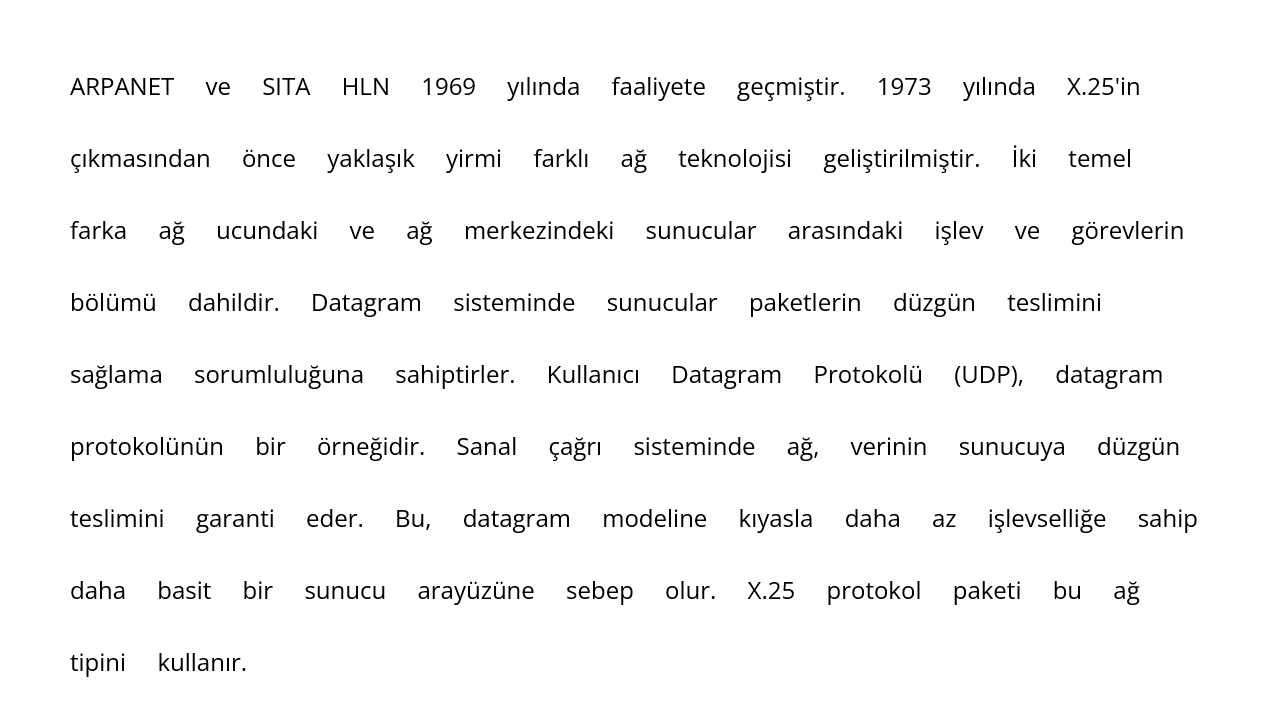 ARPANET ve SITA HLN 1969 yılında faaliyete geçmiştir. 1973 yılında X.25'in
çıkmasından önce yaklaşık yirmi farklı ağ teknolojisi geliştirilmiştir. İki temel
farka ağ ucundaki ve ağ merkezindeki sunucular arasındaki işlev ve görevlerin
bölümü dahildir. Datagram sisteminde sunucular paketlerin düzgün teslimini
sağlama sorumluluğuna sahiptirler. Kullanıcı Datagram Protokolü (UDP), datagram
protokolünün bir örneğidir. Sanal çağrı sisteminde ağ, verinin sunucuya düzgün
teslimini garanti eder. Bu, datagram modeline kıyasla daha az işlevselliğe sahip
daha basit bir sunucu arayüzüne sebep olur. X.25 protokol paketi bu ağ
tipini kullanır.